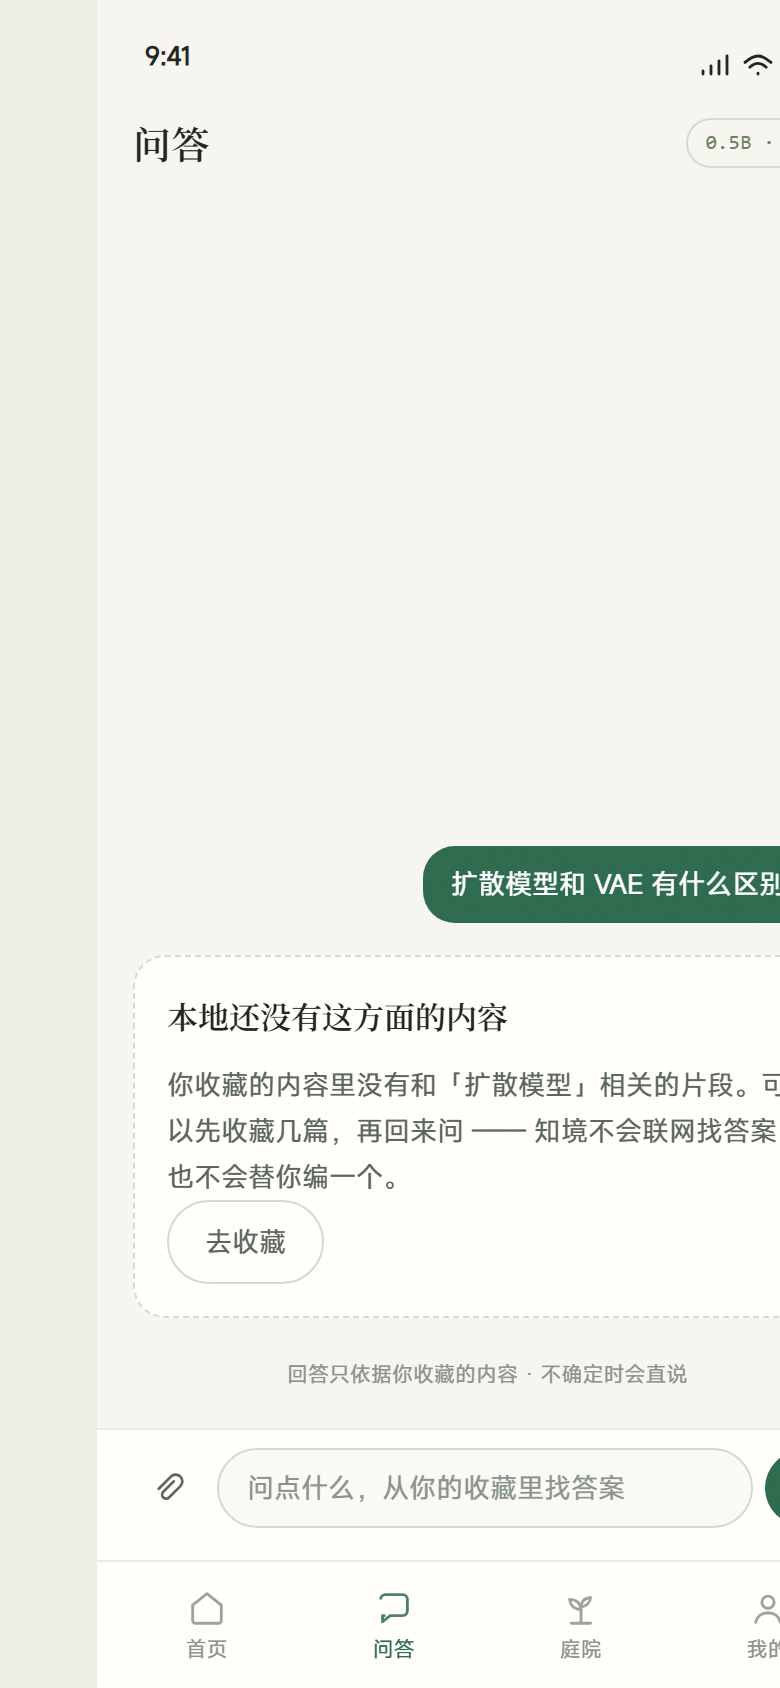 9:41
问答
0.5B ·
扩散模型和 VAE 有什么区别
本地还没有这方面的内容
你收藏的内容里没有和「扩散模型」相关的片段。可
以先收藏几篇，再回来问 —— 知境不会联网找答案
也不会替你编一个。
去收藏
回答只依据你收藏的内容 · 不确定时会直说
问点什么，从你的收藏里找答案
首页
问答
庭院
我的